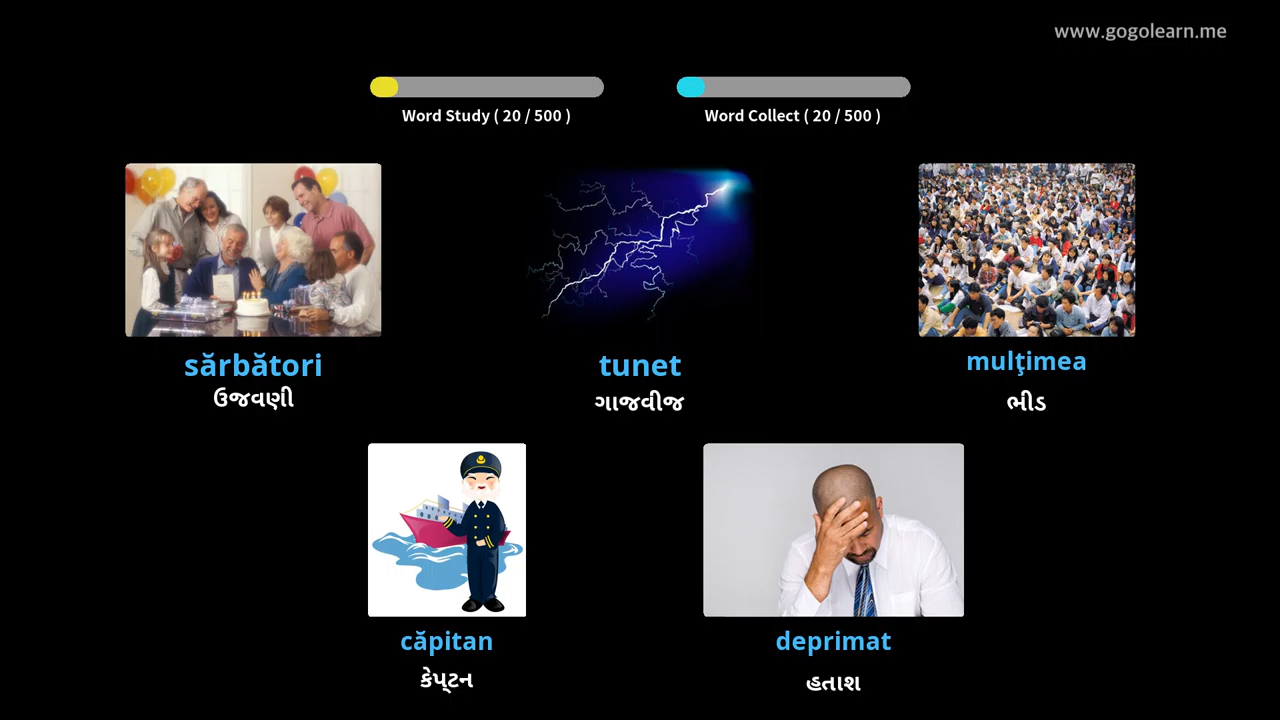 www.gogolearn.me
Word Study ( 20 / 500 )
Word Collect ( 20 / 500 )
sărbători
ઉજવણી
tunet
ગાજવીજ
mulţimea
ભીડ
căpitan
કેપ્ટન
deprimat
હતાશ